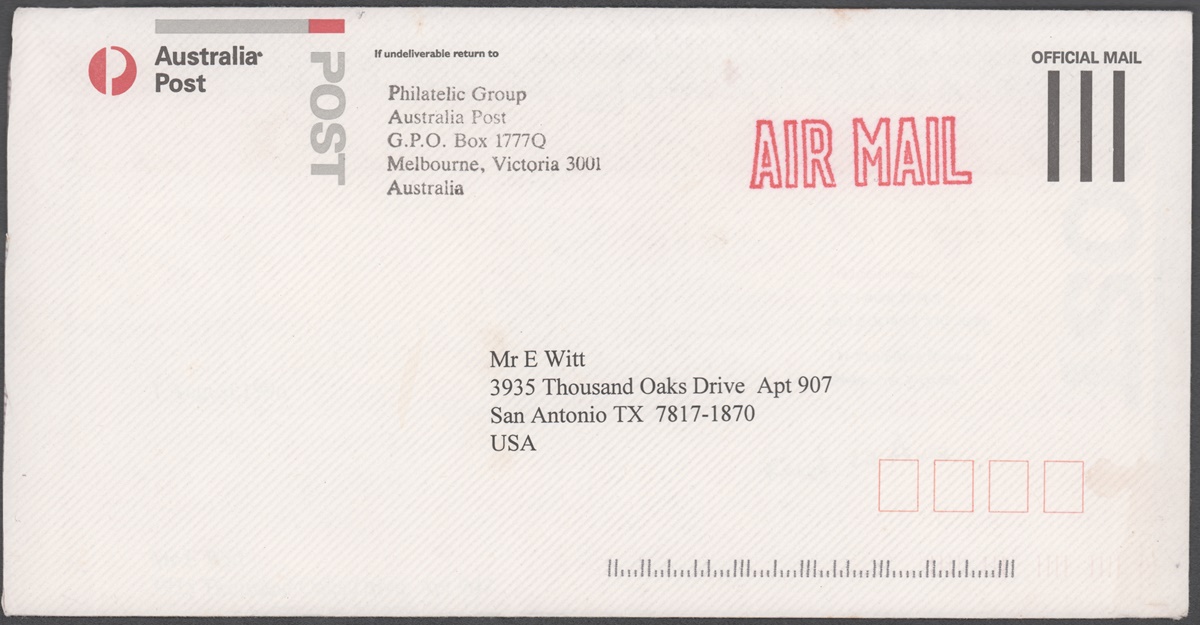 Australia
Post
POST
If undeliverable return to
Philatelic Group
Australia Post
G.P.O. Box 1777Q
Melbourne, Victoria 3001
Australia
AIR MAIL
OFFICIAL MAIL
Mr E Witt
3935 Thousand Oaks Drive  Apt 907
San Antonio TX  7817-1870
USA